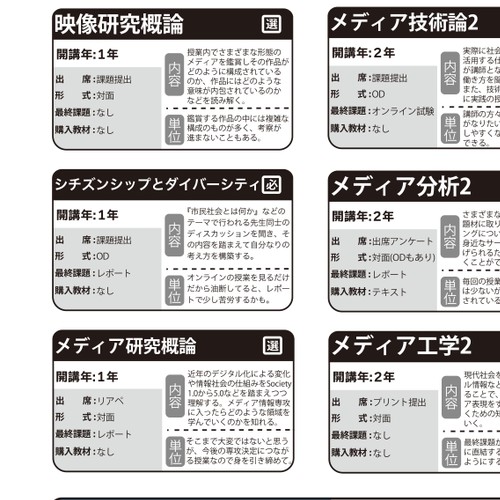 映像研究概論 選
開講年:1年
出　　席:課題提出
形　　式:対面
最終課題:なし
購入教材:なし
内容
授業内でさまざまな形態の
メディアを鑑賞しその作品が
どのように構成されている
のか、作品にはどのような
意味が内包されているのか
などを読み解く。
単位
鑑賞する作品の中には複雑な
構成のものが多く、考察が
進まないこともある。
メディア技術論2
開講年:2年
出　　席:課題提出
形　　式:OD
最終課題:オンライン試験
購入教材:なし
内容
実際に社会
活用する仕
が講師とな
働き方を
また、技術
に実践の
単位
講師の方々
がなりたい
しやすくな
できる。
シチズンシップとダイバーシティ 必
開講年:1年
出　　席:課題提出
形　　式:OD
最終課題:レポート
購入教材:なし
内容
『市民社会とは何か』などの
テーマで行われる先生同士の
ディスカッションを聞き、そ
の内容を踏まえて自分なりの
考え方を構築する。
単位
オンラインの授業を見るだけ
だから油断してると、レポー
トで少し苦労するかも。
メディア分析2
開講年:2年
出　　席:出席アンケート
形　　式:対面(ODもあり)
最終課題:レポート
購入教材:テキスト
内容
さまざまな
題材に取り
ングについ
身近なサー
げられるた
くことがで
単位
毎回の授業
は少ないが
されている
メディア研究概論 選
開講年:1年
出　　席:リアペ
形　　式:対面
最終課題:レポート
購入教材:なし
内容
近年のデジタル化による変化
や情報社会の仕組みをSociety
1.0から5.0などを踏まえつつ
理解する。メディア情報専攻
に入ったらどのような領域を
学んでいくのかを知れる。
単位
そこまで大変ではないと思う
が、今後の専攻決定につなが
る授業なので身を引き締めて。
メディア工学2
開講年:2年
出　　席:プリント提出
形　　式:対面
最終課題:レポート
購入教材:なし
内容
現代社会を
ル情報など
ることで、
ア表現をす
くための知
いく。
単位
最終課題が
に直結する
ようにする